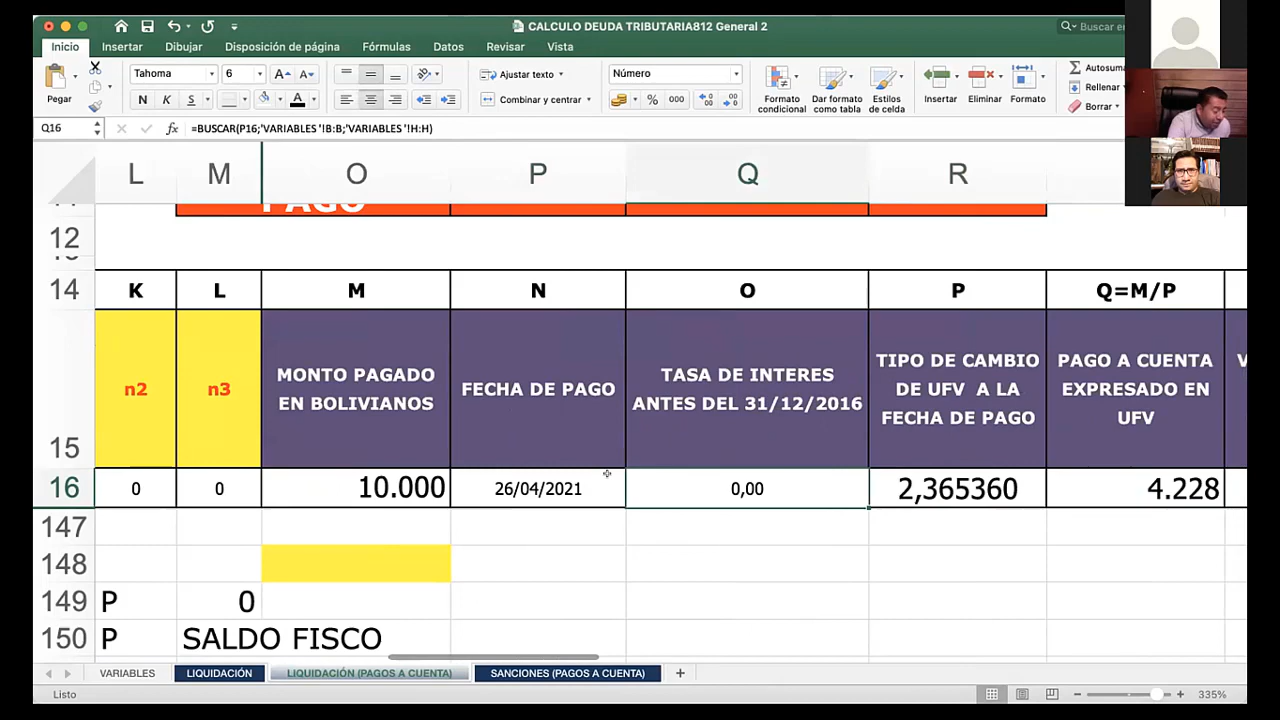 CALCULO DEUDA TRIBUTARIA812 General 2
Buscar en
Inicio Insertar Dibujar Disposición de página Fórmulas Datos Revisar Vista
Pegar
Tahoma 6
N K S
Ajustar texto
Combinar y centrar
Número
% 000
Formato condicional
Dar formato como tabla
Estilos de celda
Insertar
Eliminar
Formato
Autosuma
Rellenar
Borrar
Q16 fx =BUSCAR(P16;'VARIABLES '!B:B;'VARIABLES '!H:H)
L M O P Q R
PAGO
12
14 K L M N O P Q=M/P
15 n2 n3 MONTO PAGADO EN BOLIVIANOS FECHA DE PAGO TASA DE INTERES ANTES DEL 31/12/2016 TIPO DE CAMBIO DE UFV A LA FECHA DE PAGO PAGO A CUENTA EXPRESADO EN UFV
16 0 0 10.000 26/04/2021 0,00 2,365360 4.228
147
148
149 P 0
150 P SALDO FISCO
VARIABLES LIQUIDACIÓN LIQUIDACIÓN (PAGOS A CUENTA) SANCIONES (PAGOS A CUENTA) +
Listo 335%